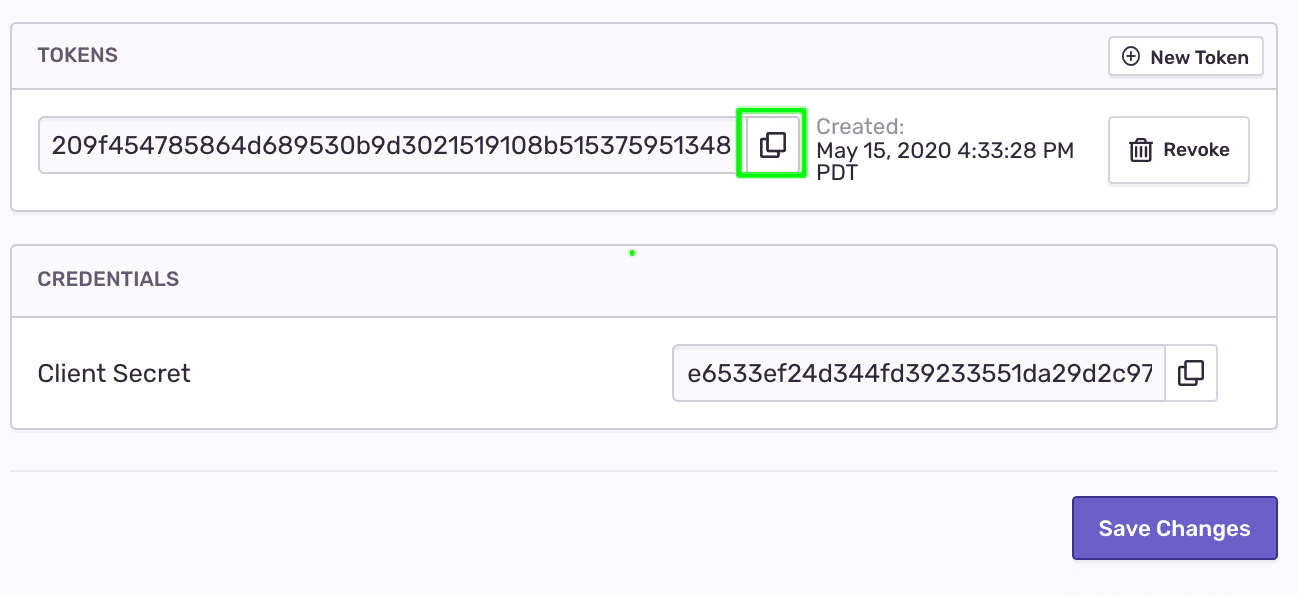 TOKENS
New Token
209f454785864d689530b9d3021519108b515375951348
Created:
May 15, 2020 4:33:28 PM
PDT
Revoke
CREDENTIALS
Client Secret
e6533ef24d344fd39233551da29d2c97
Save Changes